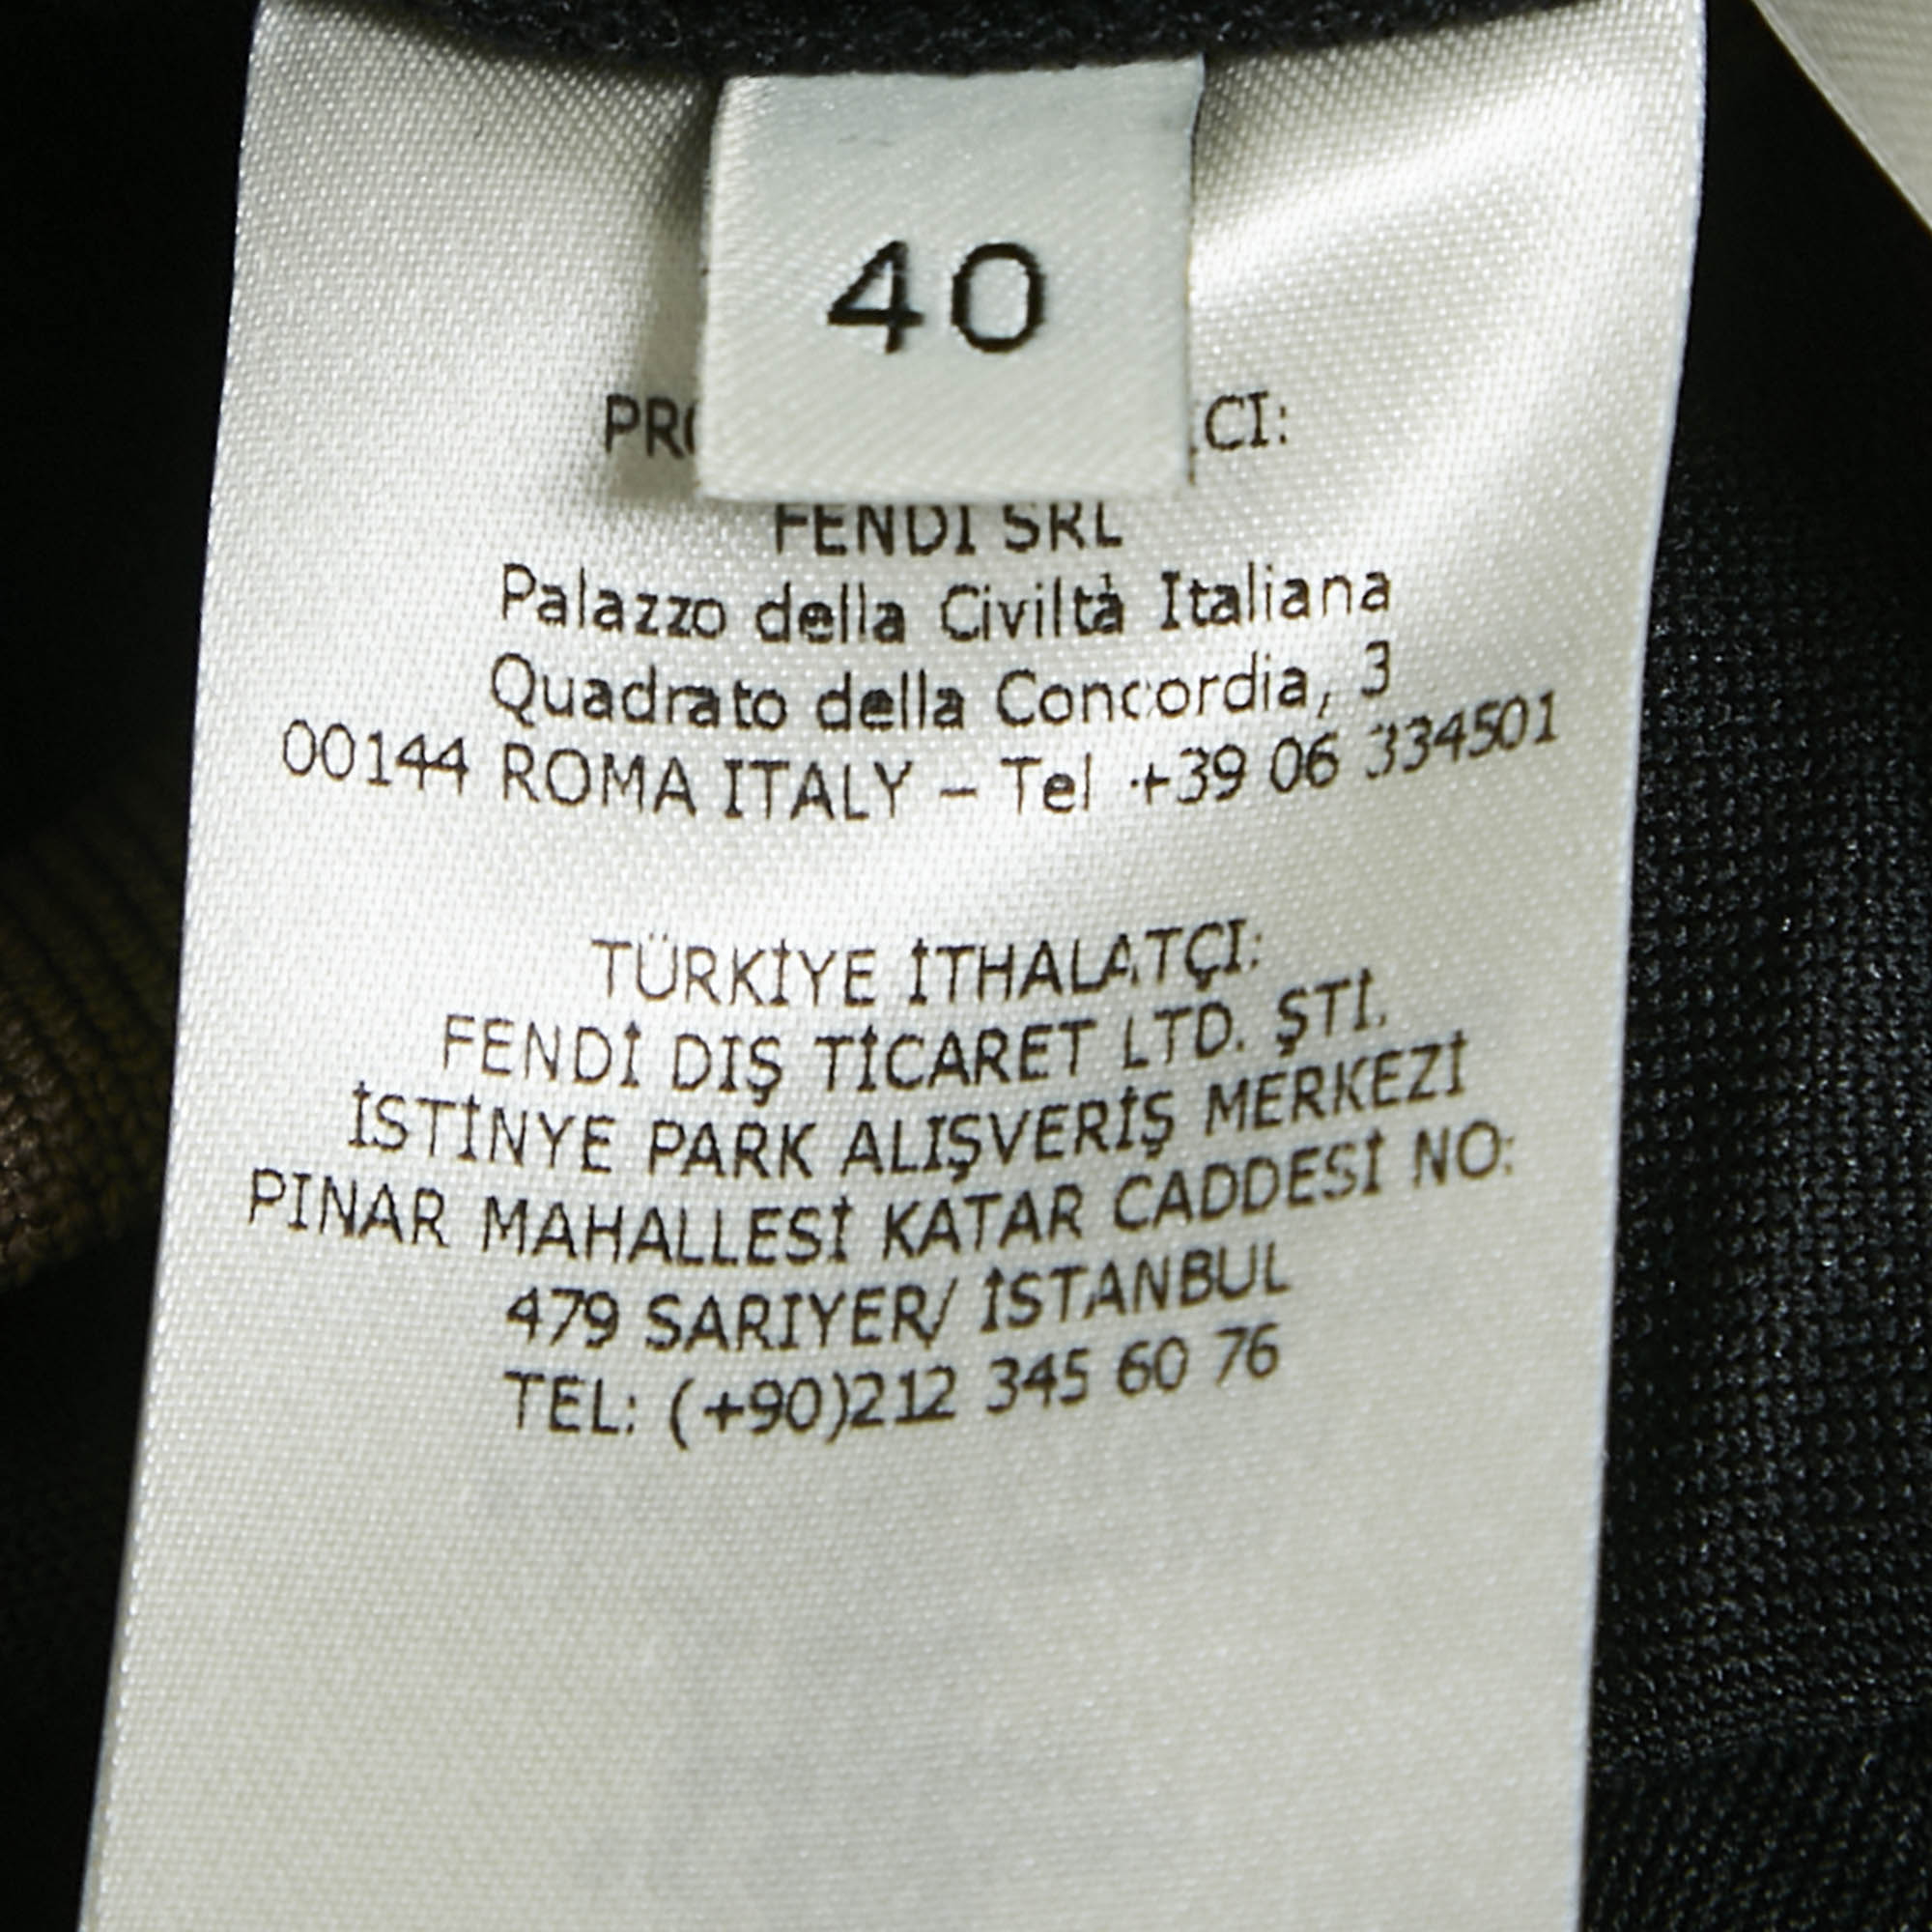 40
FENDI SRL
Palazzo della Civiltà Italiana
Quadrato della Concordia, 3
00144 ROMA ITALY – Tel +39 06 334501
TÜRKİYE İTHALATÇI:
FENDİ DIŞ TİCARET LTD. ŞTİ.
İSTİNYE PARK ALIŞVERİŞ MERKEZİ
PINAR MAHALLESİ KATAR CADDESİ NO:
479 SARIYER/ İSTANBUL
TEL: (+90)212 345 60 76